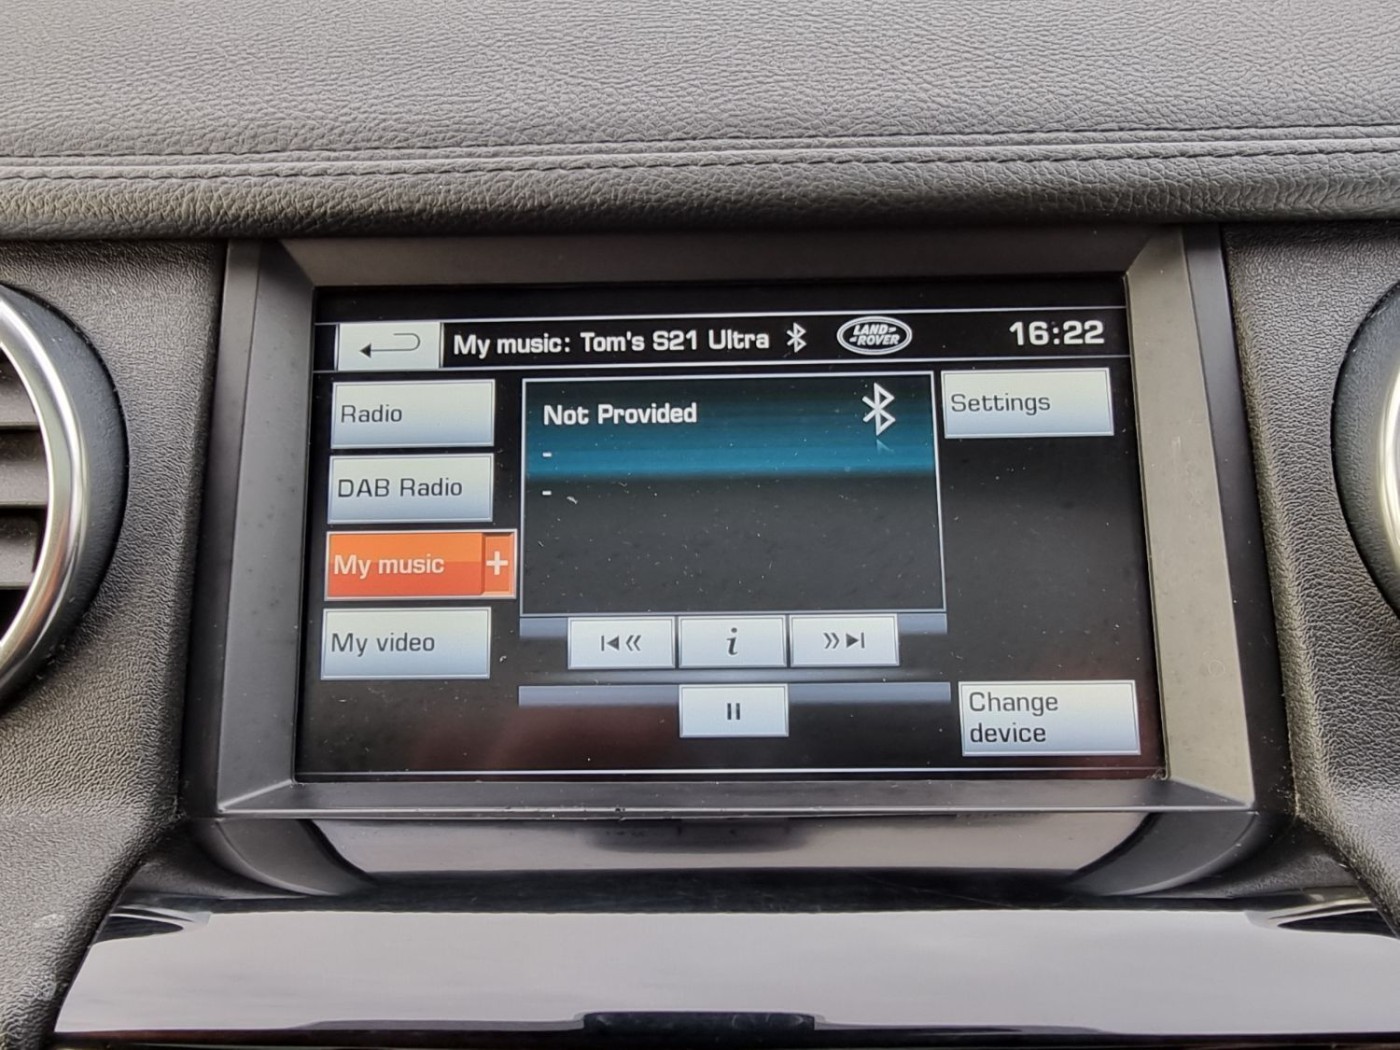 My music: Tom's S21 Ultra
LAND-
-ROVER
16:22
Radio
DAB Radio
My music +
My video
Not Provided
-
-
i
Settings
Change
device